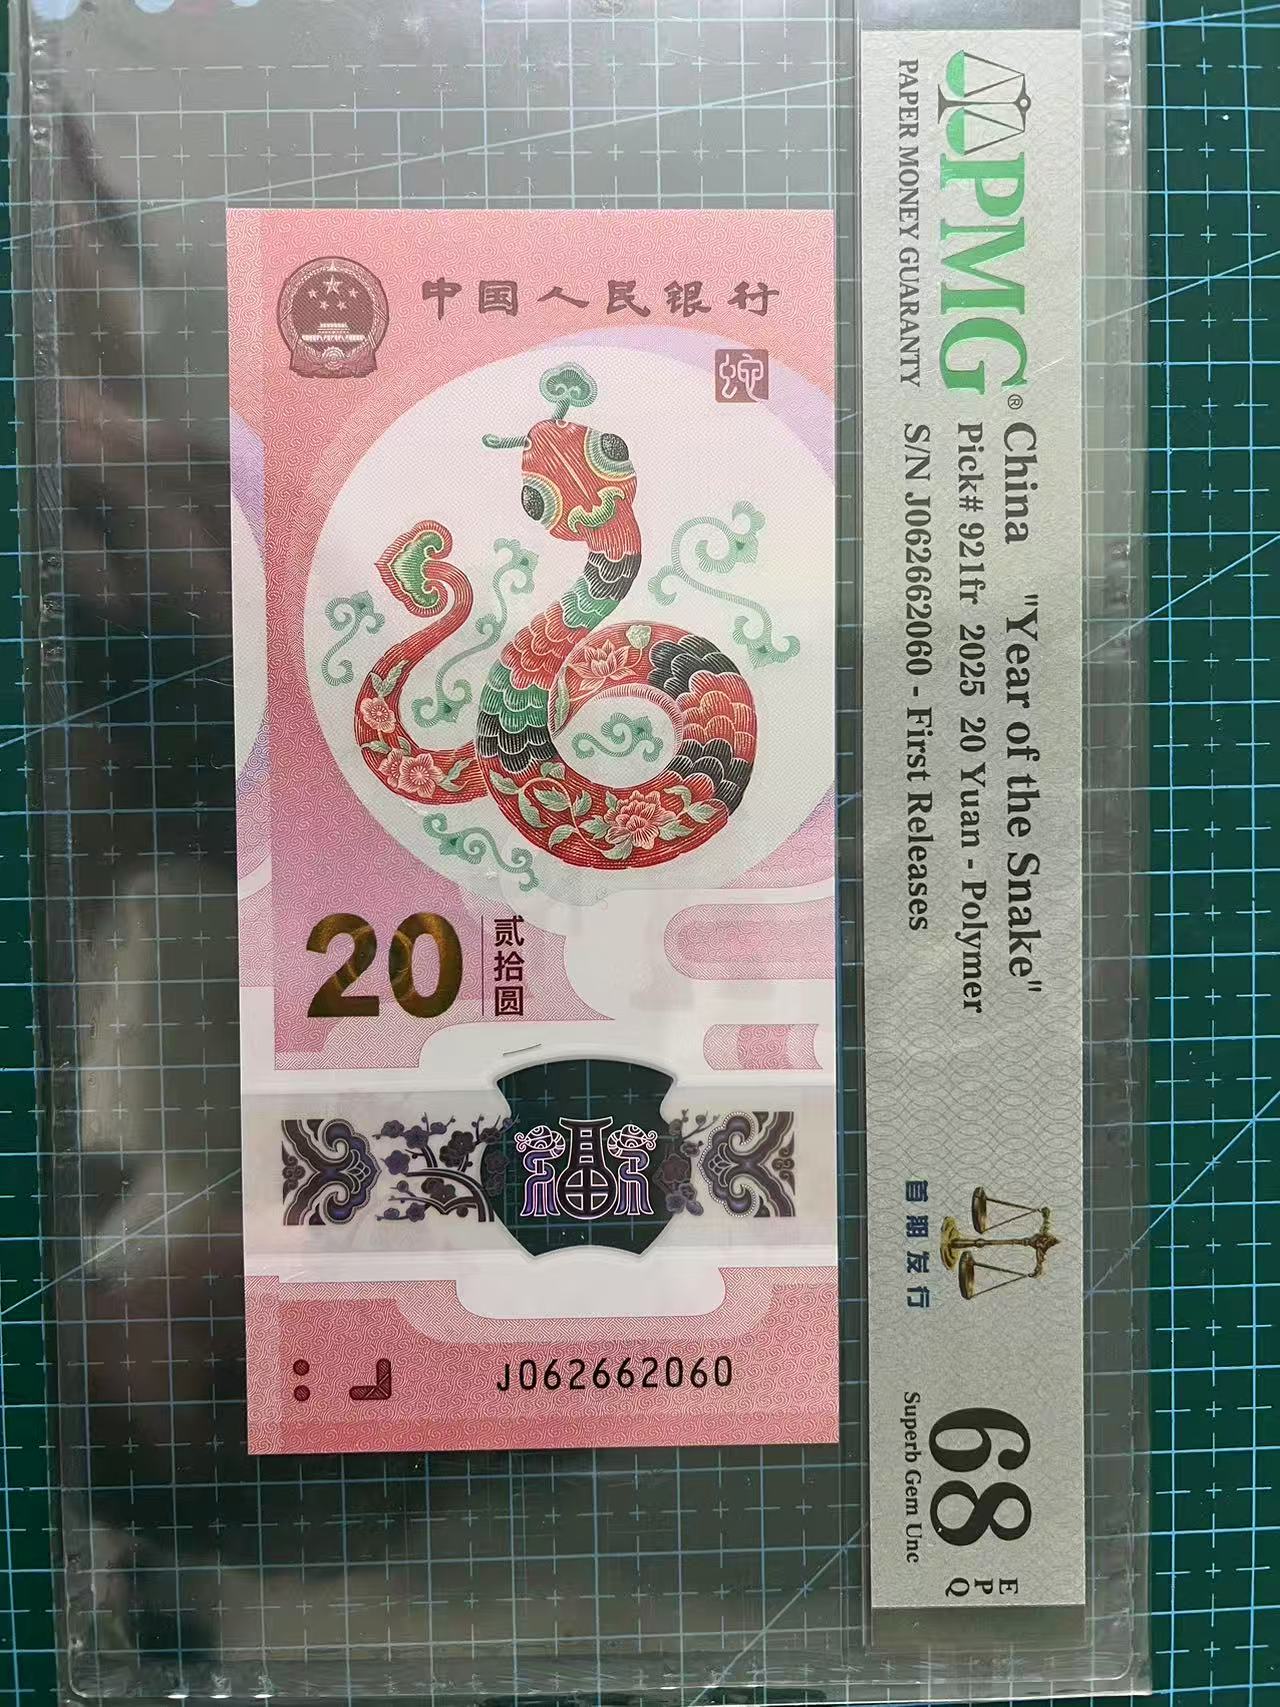 中国人民银行
蛇
20
贰拾圆
J062662060
PMG®
PAPER MONEY GUARANTY
China "Year of the Snake"
Pick# 921fr 2025 20 Yuan - Polymer
S/N J062662060 - First Releases
首期发行
68
EPQ
Superb Gem Unc